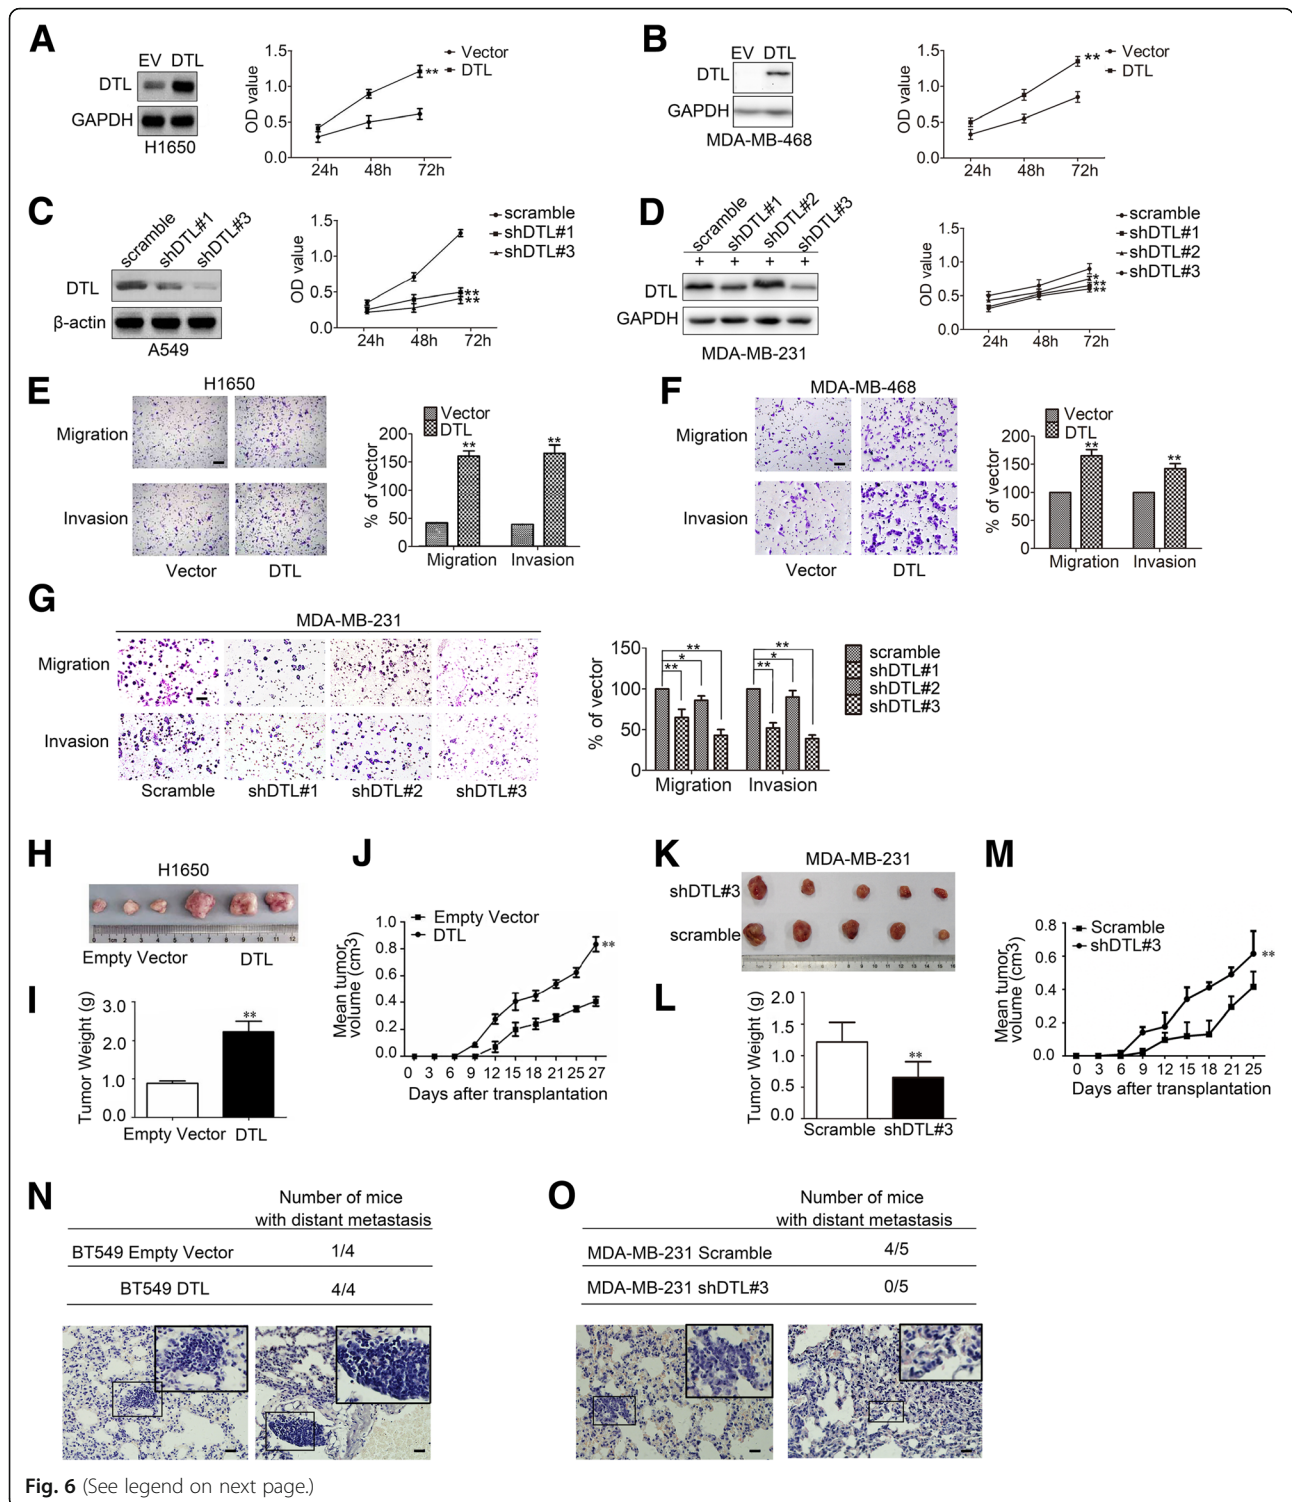 A
EV DTL
DTL
GAPDH
H1650
OD value
1.5
1.0
0.5
0.0
24h 48h 72h
**
Vector
DTL
B
EV DTL
DTL
GAPDH
MDA-MB-468
OD value
1.5
1.0
0.5
0.0
24h 48h 72h
**
Vector
DTL
C
scramble shDTL#1 shDTL#3
DTL
β-actin
A549
OD value
1.5
1.0
0.5
0.0
24h 48h 72h
**
**
scramble
shDTL#1
shDTL#3
D
scramble shDTL#1 shDTL#2 shDTL#3
+ + + +
DTL
GAPDH
MDA-MB-231
OD value
1.5
1.0
0.5
0.0
24h 48h 72h
*
**
**
scramble
shDTL#1
shDTL#2
shDTL#3
E
H1650
Migration
Invasion
Vector DTL
Vector
DTL
% of vector
200
150
100
50
0
** **
Migration Invasion
F
MDA-MB-468
Migration
Invasion
Vector DTL
Vector
DTL
% of vector
200
150
100
50
0
** **
Migration Invasion
G
MDA-MB-231
Migration
Invasion
Scramble shDTL#1 shDTL#2 shDTL#3
% of vector
150
100
50
0
** **
* *
** **
Migration Invasion
scramble
shDTL#1
shDTL#2
shDTL#3
H
H1650
0 1cm 2 3 4 5 6 7 8 9 10 11 12
Empty Vector DTL
I
Tumor Weight (g)
3.0
2.0
1.0
0.0
**
Empty Vector DTL
J
Empty Vector
DTL
Mean tumor
volume (cm3)
1.0
0.8
0.6
0.4
0.2
0.0
**
0 3 6 9 12 15 18 21 25 27
Days after transplantation
K
MDA-MB-231
shDTL#3
scramble
L
Tumor Weight (g)
2.0
1.5
1.0
0.5
0.0
**
Scramble shDTL#3
M
Scramble
shDTL#3
Mean tumor
volume (cm3)
0.8
0.6
0.4
0.2
0.0
**
0 3 6 9 12 15 18 21 25
Days after transplantation
N
Number of mice
with distant metastasis
BT549 Empty Vector 1/4
BT549 DTL 4/4
O
Number of mice
with distant metastasis
MDA-MB-231 Scramble 4/5
MDA-MB-231 shDTL#3 0/5
Fig. 6 (See legend on next page.)